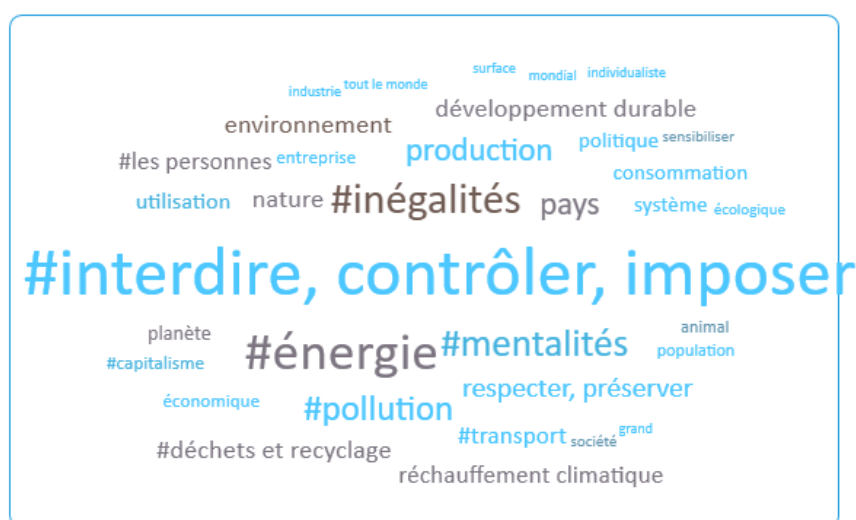 surface mondial individualiste
industrie tout le monde
environnement développement durable
#les personnes entreprise production politique sensibiliser
consommation
utilisation nature #inégalités pays système écologique
#interdire, contrôler, imposer
planète #énergie #mentalités animal
#capitalisme population
économique #pollution respecter, préserver
#déchets et recyclage #transport société grand
réchauffement climatique